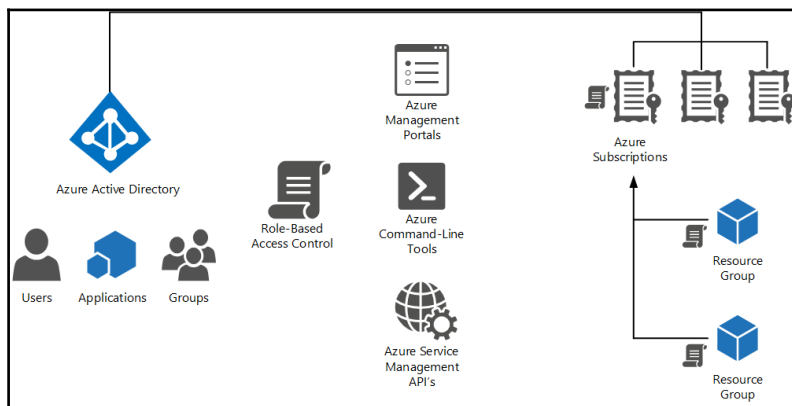 Azure Active Directory
Users
Applications
Groups
Role-Based
Access Control
Azure
Management
Portals
Azure
Command-Line
Tools
Azure Service
Management
API's
Azure
Subscriptions
Resource
Group
Resource
Group